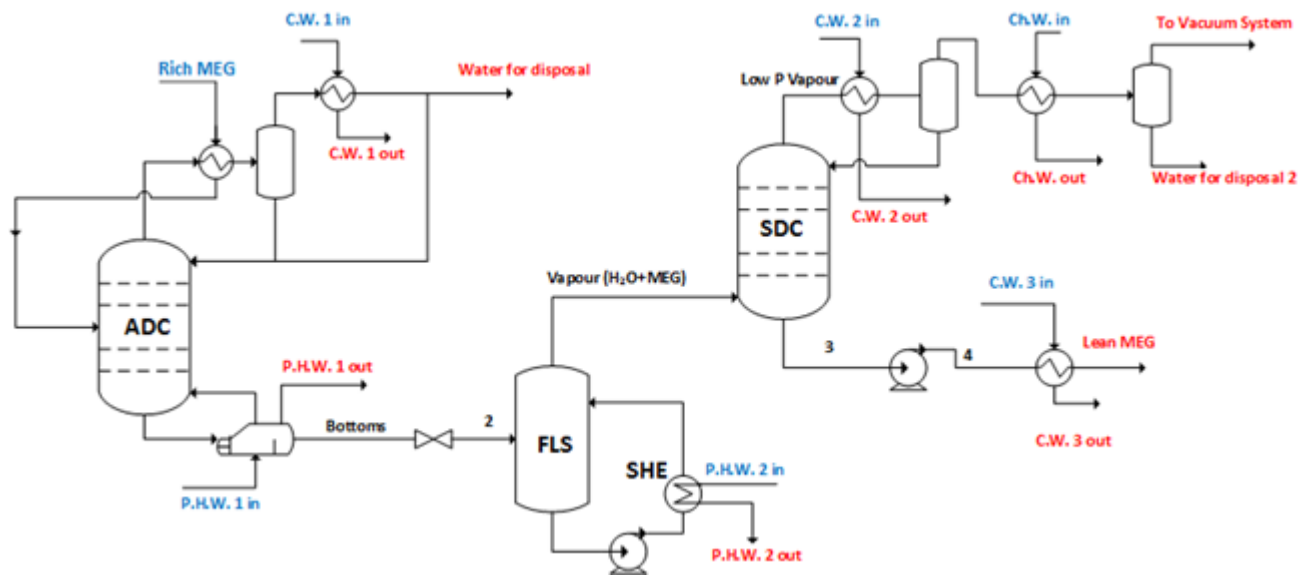 C.W. 1 in
C.W. 2 in
Ch.W. in
To Vacuum System
Rich MEG
Water for disposal
Low P Vapour
C.W. 1 out
Ch.W. out
Water for disposal 2
C.W. 2 out
SDC
Vapour (H₂O+MEG)
C.W. 3 in
ADC
3
4
Lean MEG
P.H.W. 1 out
Bottoms
2
FLS
SHE
P.H.W. 2 in
C.W. 3 out
P.H.W. 1 in
P.H.W. 2 out